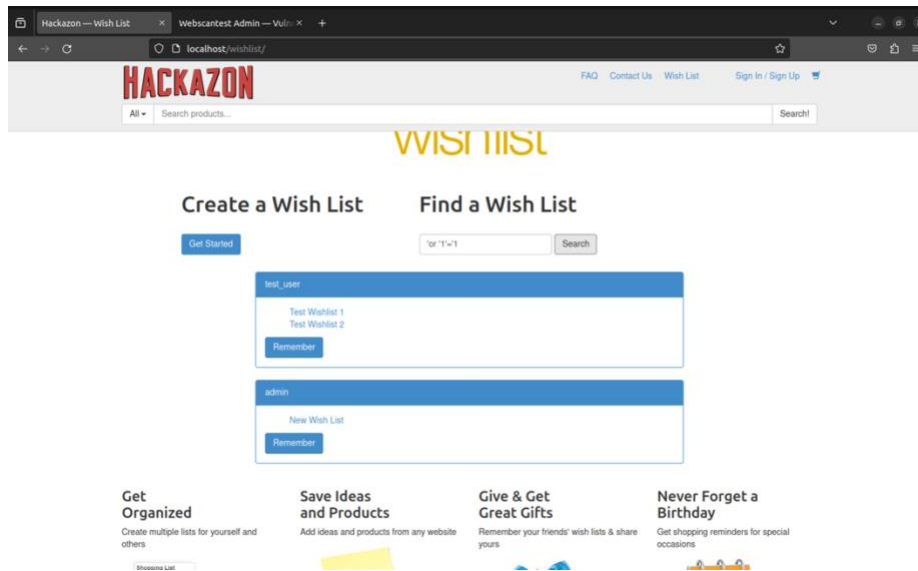 Hackazon — Wish List × Webscantest Admin — Vuln × +
localhost/wishlist/
HACKAZON
FAQ Contact Us Wish List Sign In / Sign Up
All Search products... Search!
wishlist
Create a Wish List Find a Wish List
Get Started 'or '1'='1 Search
test_user
Test Wishlist 1
Test Wishlist 2
Remember
admin
New Wish List
Remember
Get
Organized
Create multiple lists for yourself and
others
Shopping List
Save Ideas
and Products
Add ideas and products from any website
Give & Get
Great Gifts
Remember your friends' wish lists & share
yours
Never Forget a
Birthday
Get shopping reminders for special
occasions